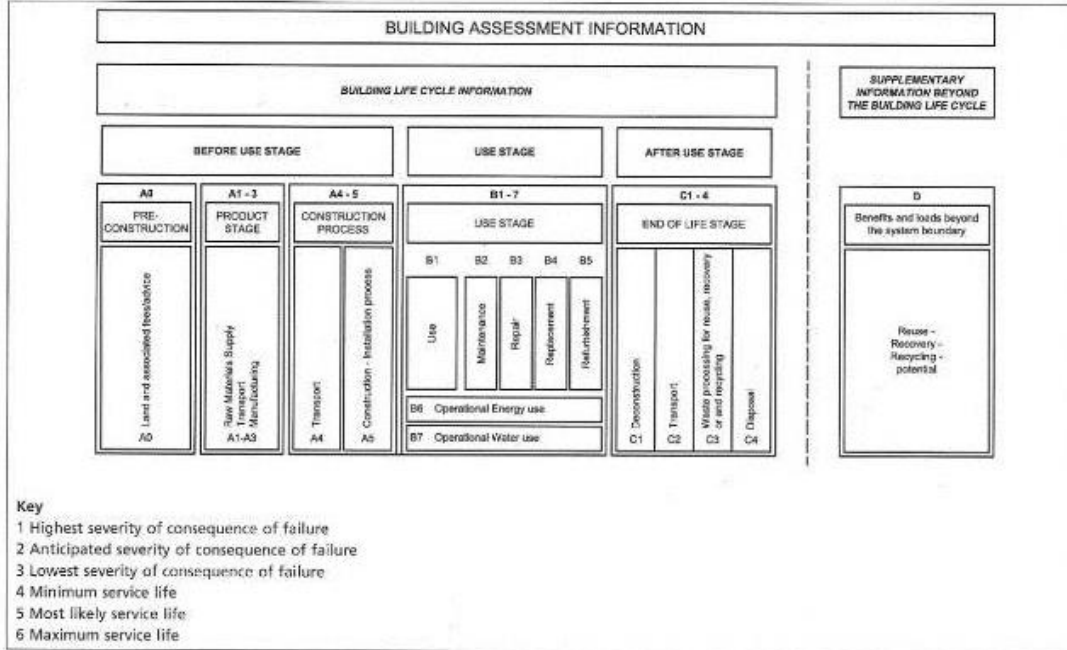 BUILDING ASSESSMENT INFORMATION
BUILDING LIFE CYCLE INFORMATION
SUPPLEMENTARY
INFORMATION BEYOND
THE BUILDING LIFE CYCLE
BEFORE USE STAGE
USE STAGE
AFTER USE STAGE
A0
A1 - 3
A4 - 5
B1 - 7
C1 - 4
D
PRE-
CONSTRUCTION
PRODUCT
STAGE
CONSTRUCTION
PROCESS
USE STAGE
END OF LIFE STAGE
Benefits and loads beyond
the system boundary
Land and associated fees/advice
A0
Raw Materials Supply
Transport
Manufacturing
A1-A3
Transport
A4
Construction - Installation process
A5
B1
Use
B2
Maintenance
B3
Repair
B4
Replacement
B5
Refurbishment
B6 Operational Energy use
B7 Operational Water use
Deconstruction
C1
Transport
C2
Waste processing for reuse, recovery
or and recycling
C3
Disposal
C4
Reuse -
Recovery -
Recycling -
potential
Key
1 Highest severity of consequence of failure
2 Anticipated severity of consequence of failure
3 Lowest severity of consequence of failure
4 Minimum service life
5 Most likely service life
6 Maximum service life